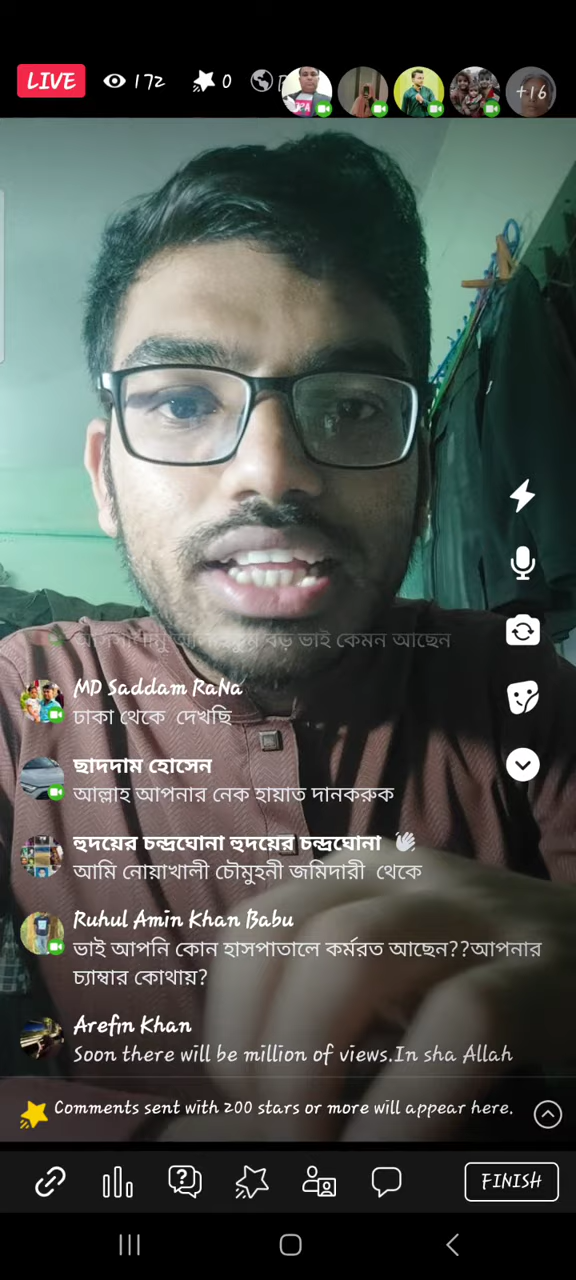 LIVE 172 0
+16
বড় ভাই কেমন আছেন
MD Saddam RaNa
ঢাকা থেকে দেখছি
ছাদদাম হোসেন
আল্লাহ আপনার নেক হায়াত দানকরুক
হৃদয়ের চন্দ্রঘোনা হৃদয়ের চন্দ্রঘোনা
আমি নোয়াখালী চৌমুহনী জমিদারী থেকে
Ruhul Amin Khan Babu
ভাই আপনি কোন হাসপাতালে কর্মরত আছেন??আপনার
চ্যাম্বার কোথায়?
Arefin Khan
Soon there will be million of views.In sha Allah
Comments sent with 200 stars or more will appear here.
FINISH